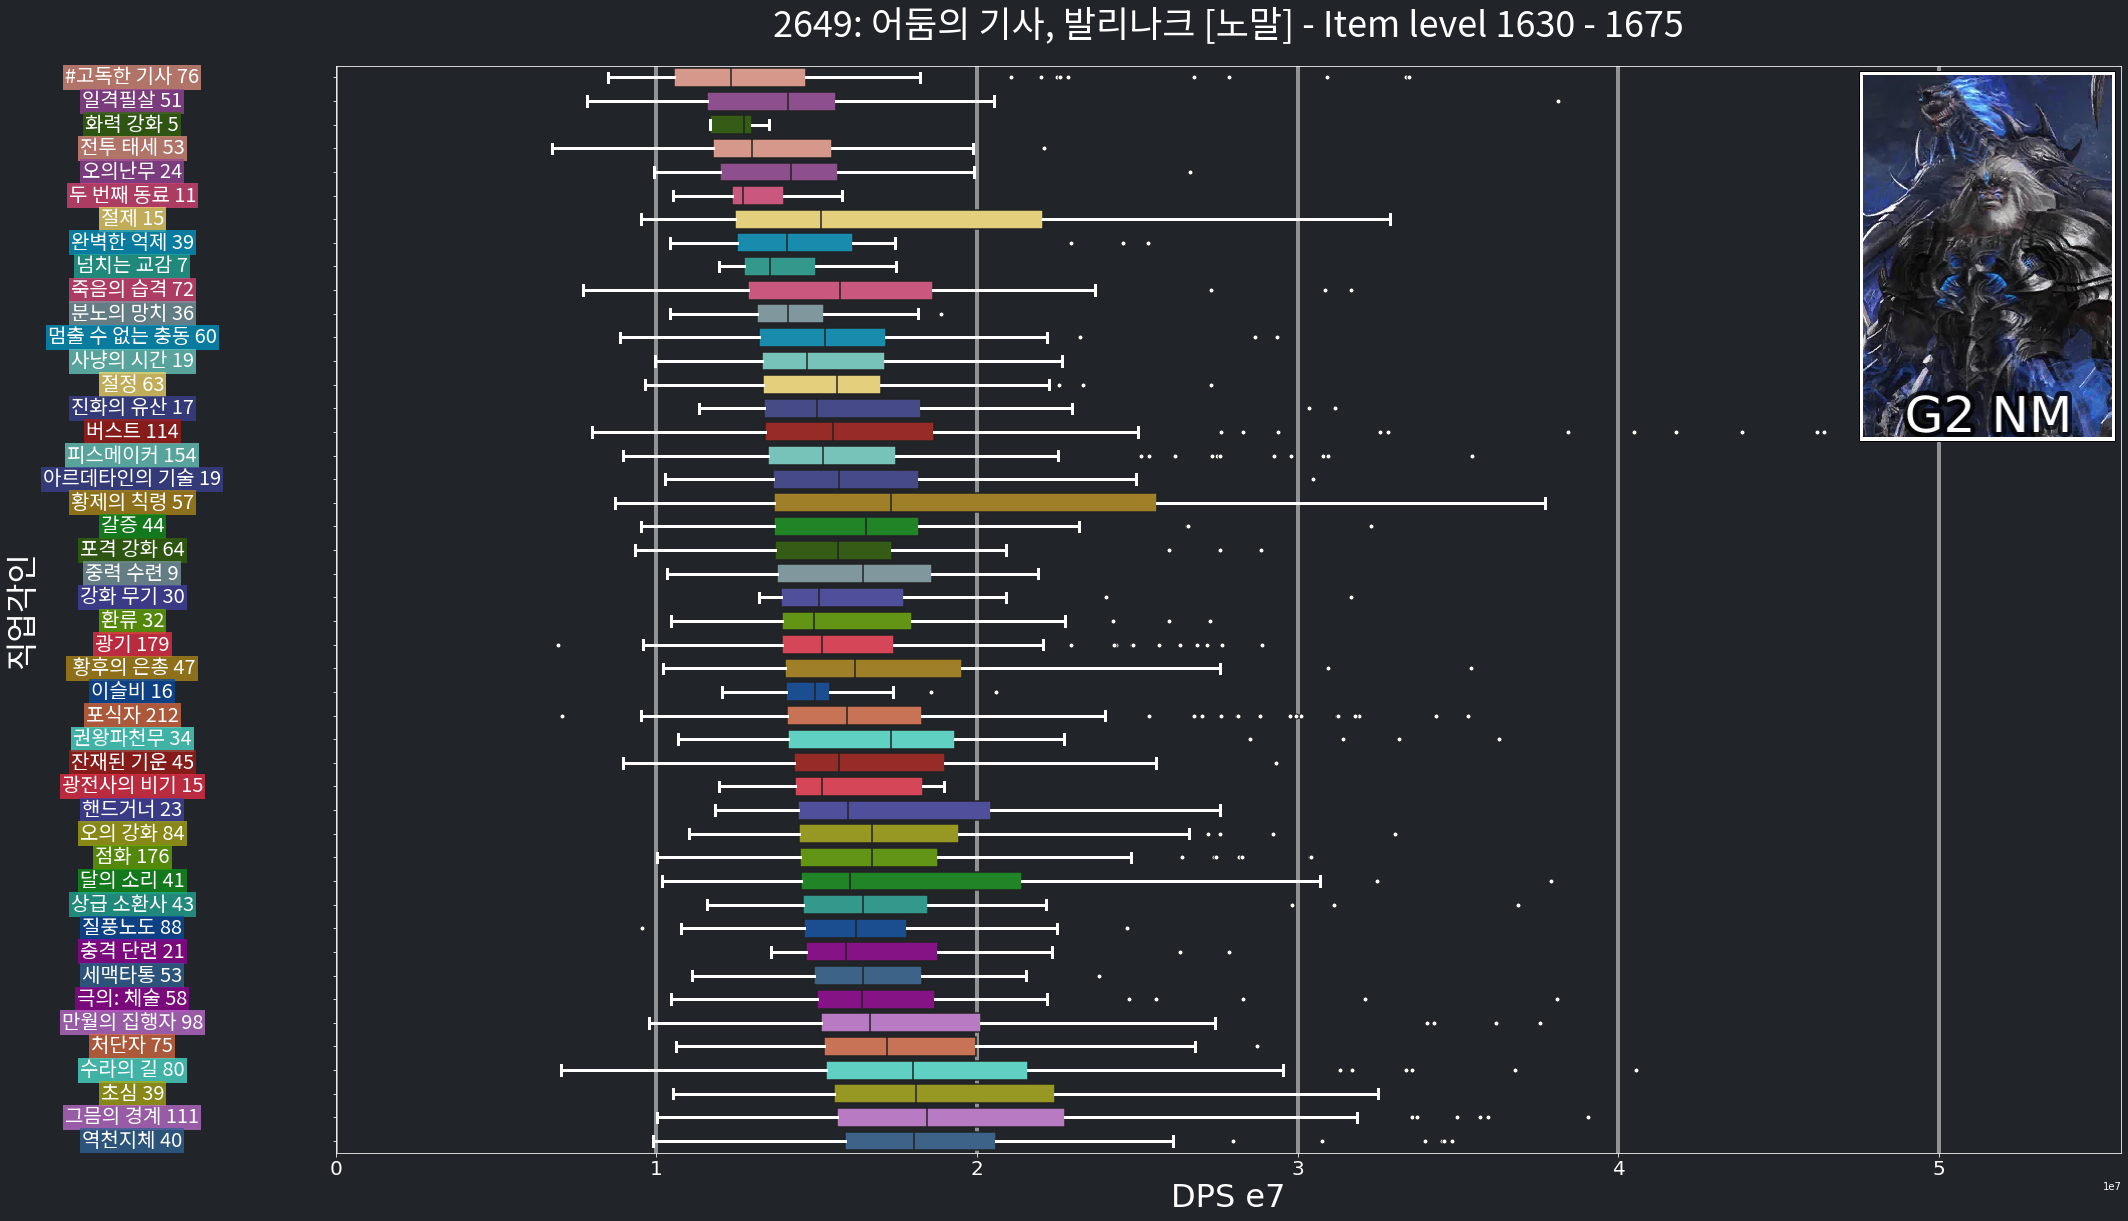 2649: 어둠의 기사, 발리나크 [노말] - Item level 1630 - 1675
#고독한 기사 76
일격필살 51
화력 강화 5
전투 태세 53
오의난무 24
두 번째 동료 11
절제 15
완벽한 억제 39
넘치는 교감 7
죽음의 습격 72
분노의 망치 36
멈출 수 없는 충동 60
사냥의 시간 19
절정 63
진화의 유산 17
버스트 114
피스메이커 154
아르데타인의 기술 19
황제의 칙령 57
갈증 44
포격 강화 64
중력 수련 9
강화 무기 30
환류 32
광기 179
황후의 은총 47
이슬비 16
포식자 212
권왕파천무 34
잔재된 기운 45
광전사의 비기 15
핸드거너 23
오의 강화 84
점화 176
달의 소리 41
상급 소환사 43
질풍노도 88
충격 단련 21
세맥타통 53
극의: 체술 58
만월의 집행자 98
처단자 75
수라의 길 80
초심 39
그믐의 경계 111
역천지체 40
직업각인
G2 NM
0 1 2 3 4 5
1e7
DPS e7